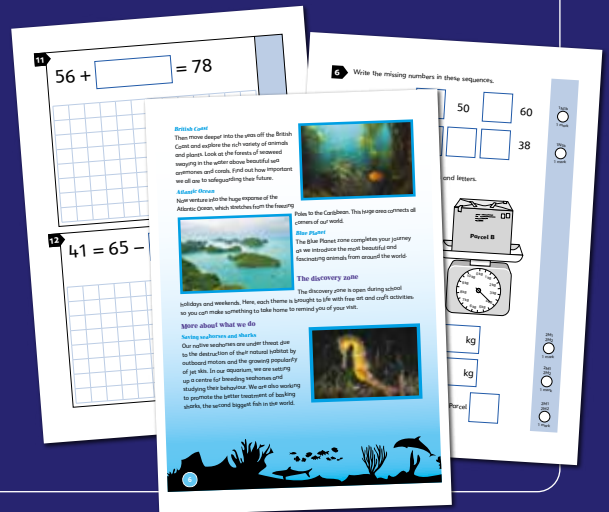 11
56 + = 78
12
41 = 65 −
British Coast
Then move deeper into the seas off the British
Coast and explore the rich variety of animals
and plants. Look at the forests of seaweed
swaying in the water above beautiful sea
anemones and corals. Find out how important
we all are to safeguarding their future.
Atlantic Ocean
Now venture into the huge expanse of the
Atlantic Ocean, which stretches from the freezing
Poles to the Caribbean. This huge area connects all
corners of our world.
Blue Planet
The Blue Planet zone completes your journey
as we introduce the most beautiful and
fascinating animals from around the world.
The discovery zone
The discovery zone is open during school
holidays and weekends. Here, each theme is brought to life with free art and craft activities
so you can make something to take home to remind you of your visit.
More about what we do
Saving seahorses and sharks
Our native seahorses are under threat due
to the destruction of their natural habitat by
outboard motors and the growing popularity
of jet skis. In our aquarium, we are setting
up a centre for breeding seahorses and
studying their behaviour. We are also working
to promote the better treatment of basking
sharks, the second biggest fish in the world.
6
6
Write the missing numbers in these sequences.
50 60
38
1 mark
1 mark
and letters.
Parcel B
kg
kg
Parcel
1 mark
1 mark
1 mark